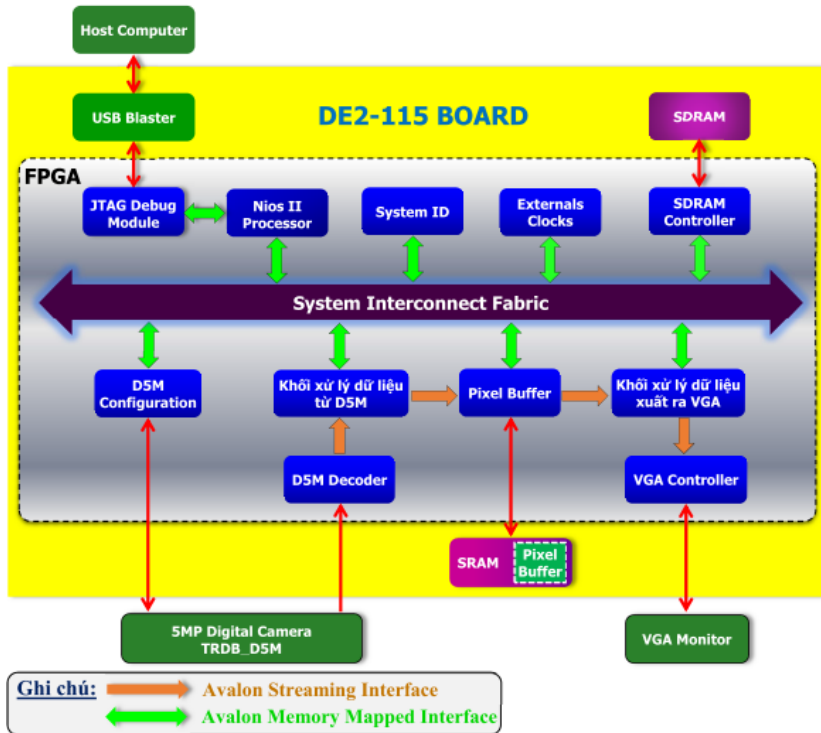 Host Computer
USB Blaster
DE2-115 BOARD
SDRAM
FPGA
JTAG Debug
Module
Nios II
Processor
System ID
Externals
Clocks
SDRAM
Controller
System Interconnect Fabric
D5M
Configuration
Khối xử lý dữ liệu
từ D5M
Pixel Buffer
Khối xử lý dữ liệu
xuất ra VGA
D5M Decoder
VGA Controller
SRAM
Pixel
Buffer
5MP Digital Camera
TRDB_D5M
VGA Monitor
Ghi chú:
Avalon Streaming Interface
Avalon Memory Mapped Interface